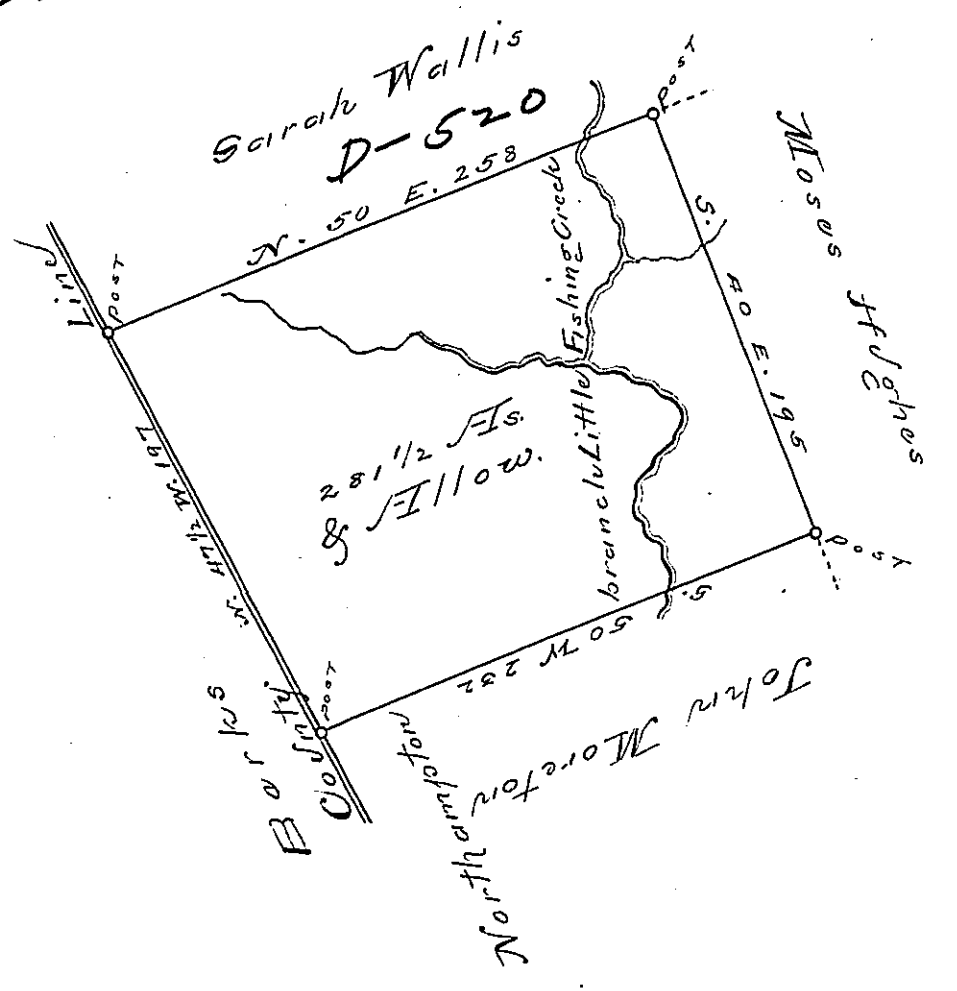 Sarah Wallis
D-520
N. 50 E. 258
Post
Moses Hughes
S. 40 E. 195
Post
S. 50 W 232
John Moreton
Northampton
Post
Berks County.
Line
N. 47 1/2 W. 197
Post
branch Little Fishing Creek
281 1/2 As.
& Allow.